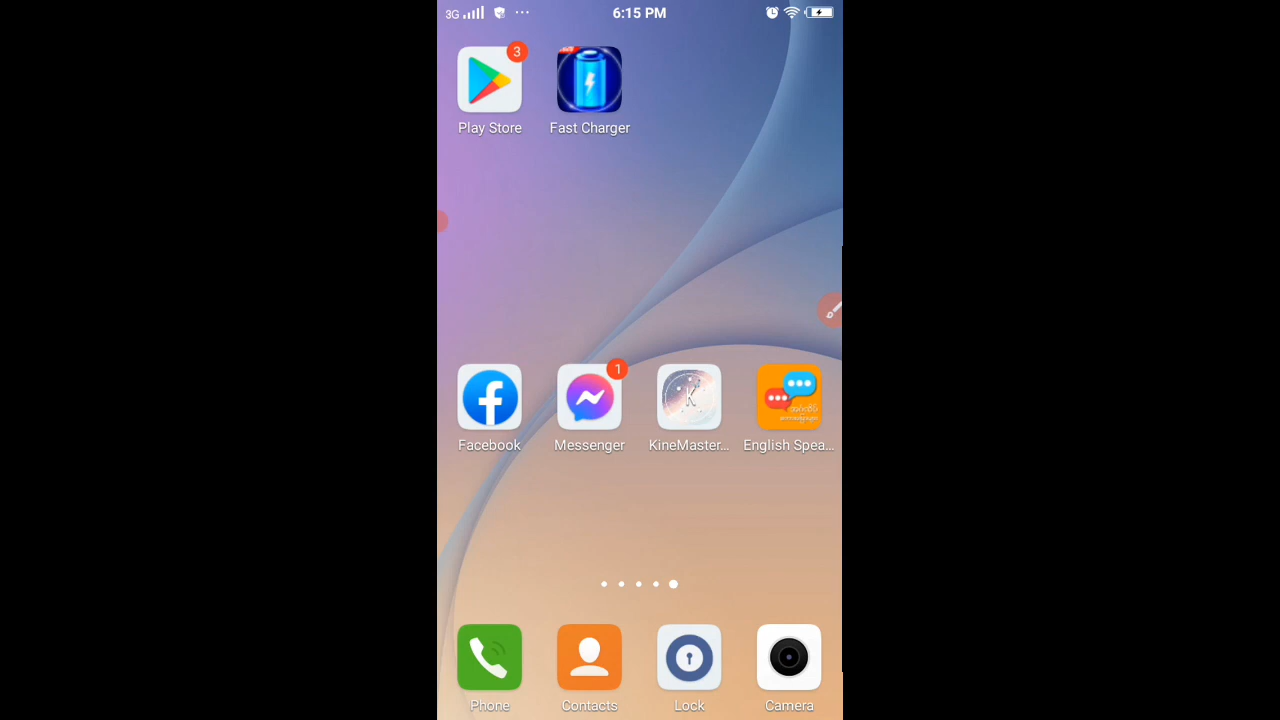 3G 6:15 PM
3
Play Store Fast Charger
1
K
Facebook Messenger KineMaster... English Spea...
Phone Contacts Lock Camera